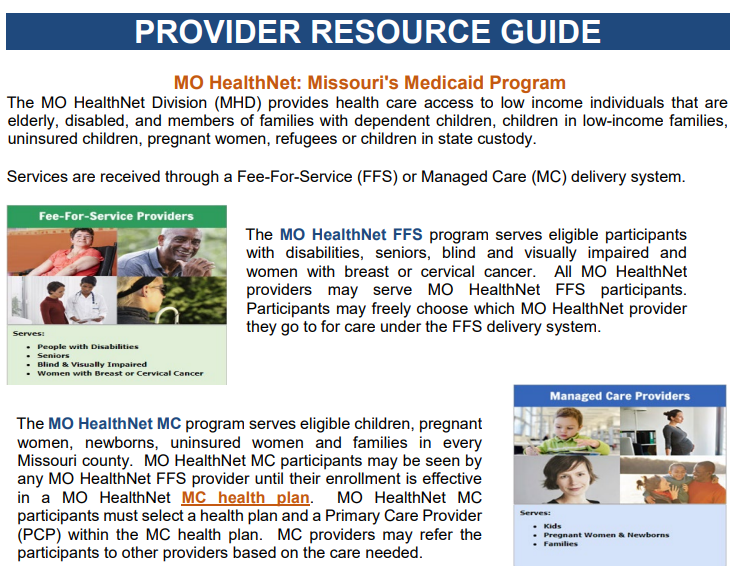 PROVIDER RESOURCE GUIDE
MO HealthNet: Missouri's Medicaid Program
The MO HealthNet Division (MHD) provides health care access to low income individuals that are
elderly, disabled, and members of families with dependent children, children in low-income families,
uninsured children, pregnant women, refugees or children in state custody.
Services are received through a Fee-For-Service (FFS) or Managed Care (MC) delivery system.
Fee-For-Service Providers
Serves:
• People with Disabilities
• Seniors
• Blind & Visually Impaired
• Women with Breast or Cervical Cancer
The MO HealthNet FFS program serves eligible participants
with disabilities, seniors, blind and visually impaired and
women with breast or cervical cancer. All MO HealthNet
providers may serve MO HealthNet FFS participants.
Participants may freely choose which MO HealthNet provider
they go to for care under the FFS delivery system.
The MO HealthNet MC program serves eligible children, pregnant
women, newborns, uninsured women and families in every
Missouri county. MO HealthNet MC participants may be seen by
any MO HealthNet FFS provider until their enrollment is effective
in a MO HealthNet MC health plan. MO HealthNet MC
participants must select a health plan and a Primary Care Provider
(PCP) within the MC health plan. MC providers may refer the
participants to other providers based on the care needed.
Managed Care Providers
Serves:
• Kids
• Pregnant Women & Newborns
• Families